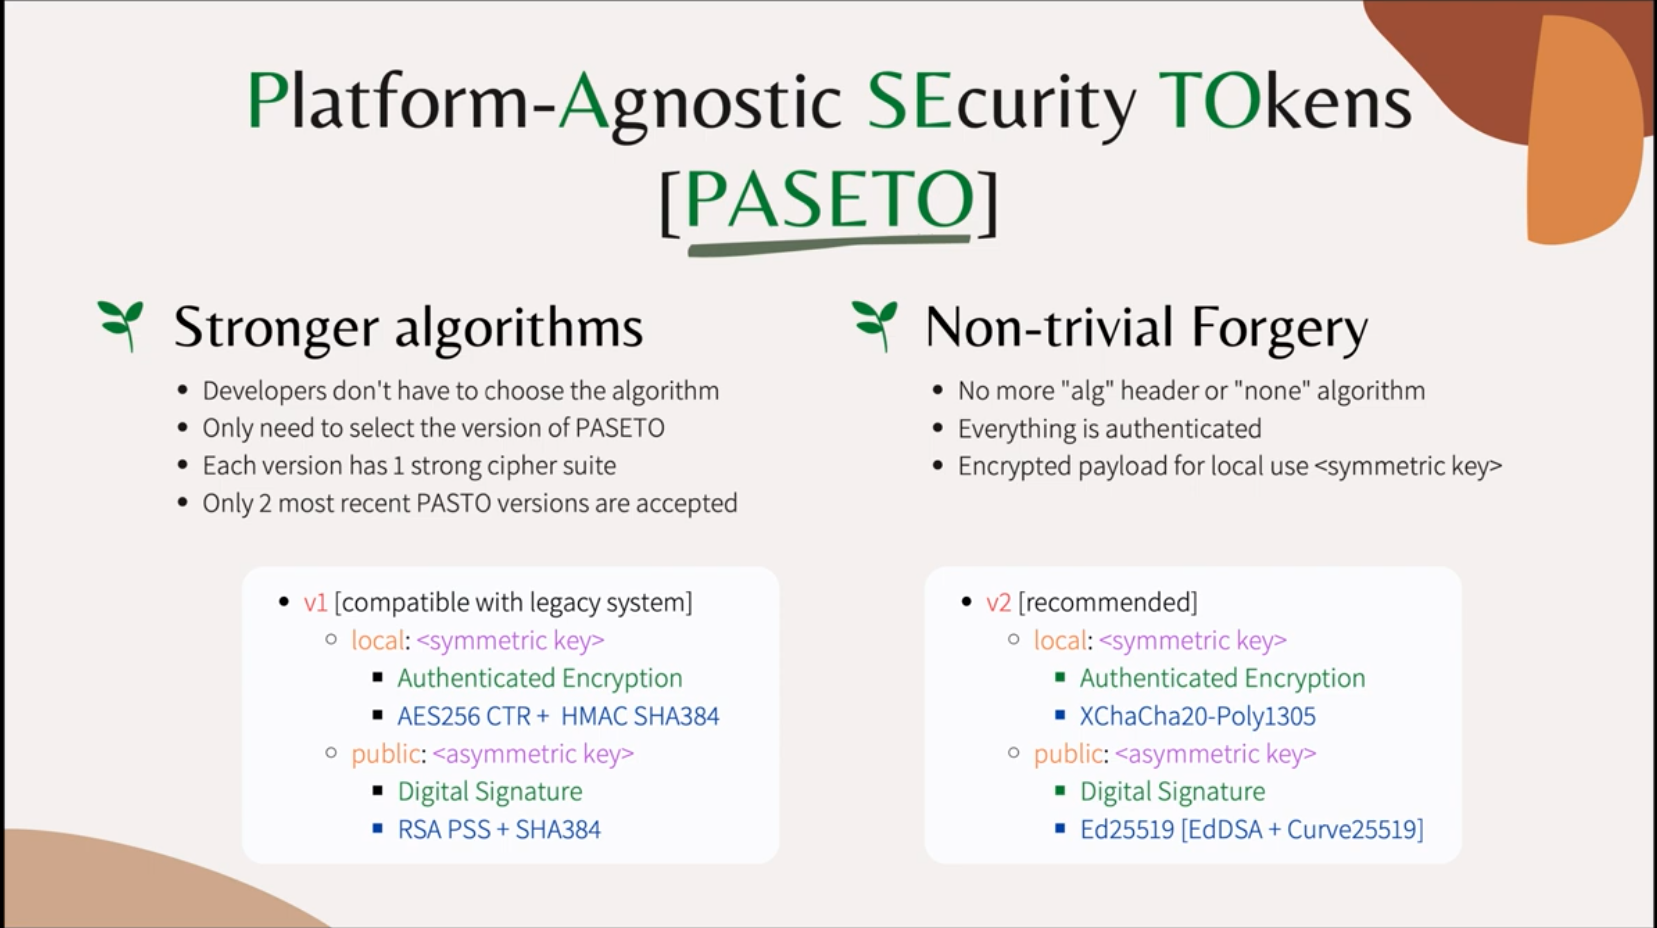 Platform-Agnostic SEcurity TOkens
[PASETO]
Stronger algorithms
• Developers don't have to choose the algorithm
• Only need to select the version of PASETO
• Each version has 1 strong cipher suite
• Only 2 most recent PASTO versions are accepted
Non-trivial Forgery
• No more "alg" header or "none" algorithm
• Everything is authenticated
• Encrypted payload for local use <symmetric key>
• v1 [compatible with legacy system]
○ local: <symmetric key>
■ Authenticated Encryption
■ AES256 CTR + HMAC SHA384
○ public: <asymmetric key>
■ Digital Signature
■ RSA PSS + SHA384
• v2 [recommended]
○ local: <symmetric key>
■ Authenticated Encryption
■ XChaCha20-Poly1305
○ public: <asymmetric key>
■ Digital Signature
■ Ed25519 [EdDSA + Curve25519]